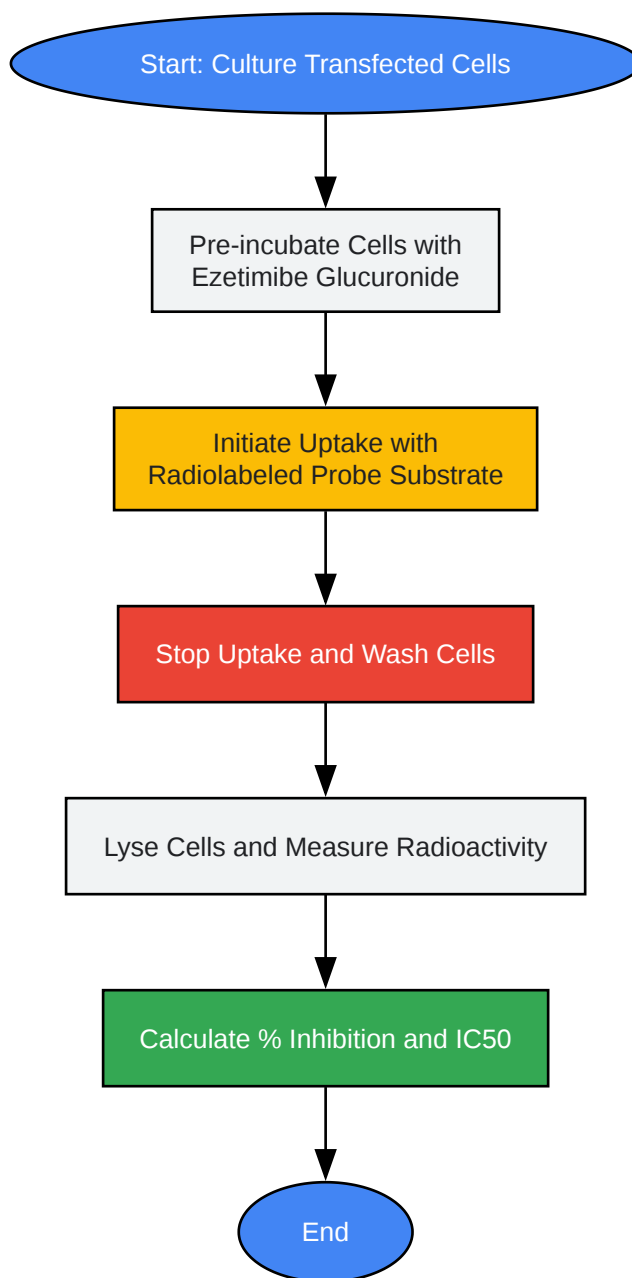 Start: Culture Transfected Cells
Pre-incubate Cells with
Ezetimibe Glucuronide
Initiate Uptake with
Radiolabeled Probe Substrate
Stop Uptake and Wash Cells
Lyse Cells and Measure Radioactivity
Calculate % Inhibition and IC50
End